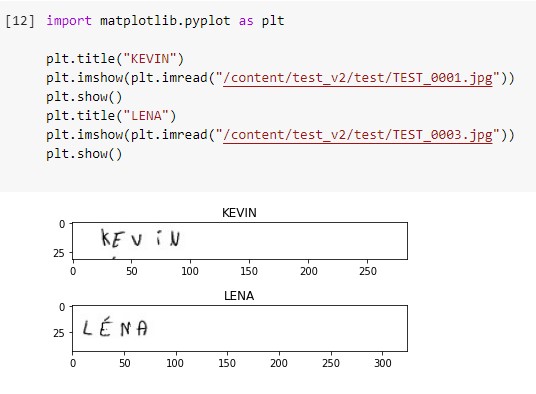 [12] import matplotlib.pyplot as plt
plt.title("KEVIN")
plt.imshow(plt.imread("/content/test_v2/test/TEST_0001.jpg"))
plt.show()
plt.title("LENA")
plt.imshow(plt.imread("/content/test_v2/test/TEST_0003.jpg"))
plt.show()
KEVIN
0
KEViN
25
0 50 100 150 200 250
LENA
0
LÉNA
25
0 50 100 150 200 250 300